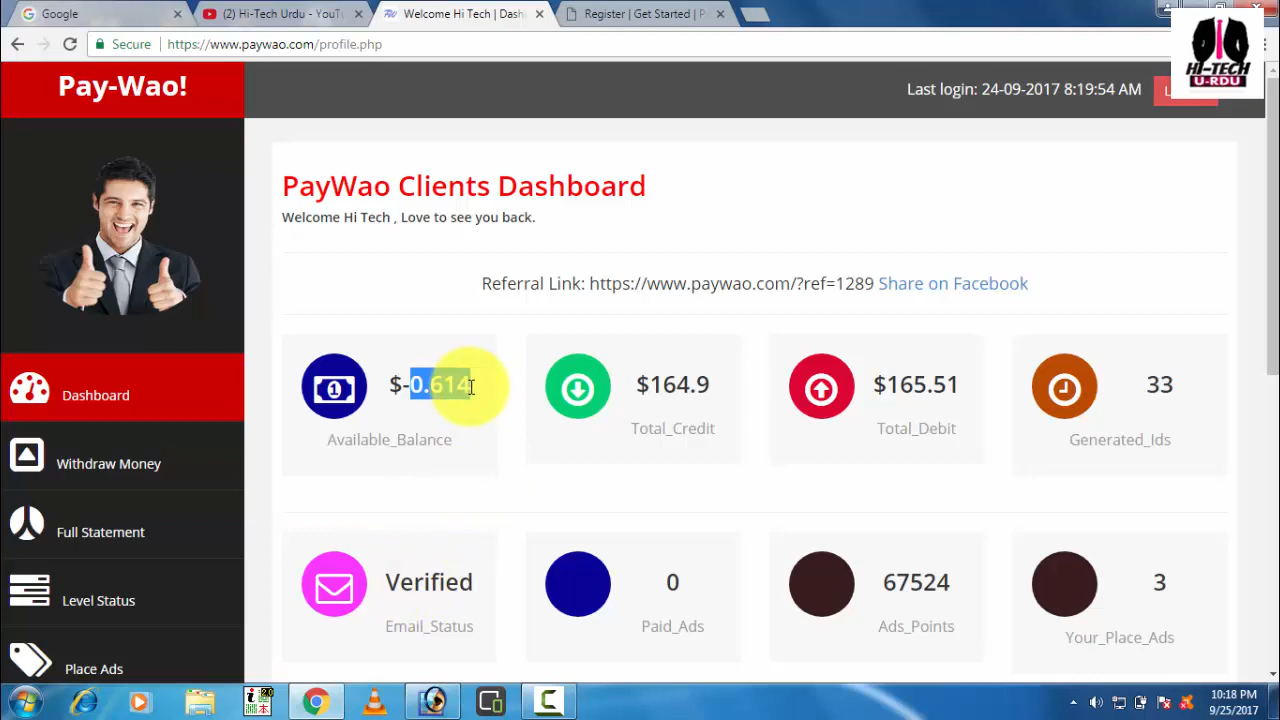 Google
(2) Hi-Tech Urdu - YouT
Welcome Hi Tech | Dash
Register | Get Started | P
Secure
https://www.paywao.com/profile.php
HI-TECH
U-RDU
Pay-Wao!
Last login: 24-09-2017 8:19:54 AM
PayWao Clients Dashboard
Welcome Hi Tech , Love to see you back.
Referral Link: https://www.paywao.com/?ref=1289 Share on Facebook
$-0.614
Available_Balance
$164.9
Total_Credit
$165.51
Total_Debit
33
Generated_Ids
Dashboard
Withdraw Money
Full Statement
Level Status
Place Ads
Verified
Email_Status
0
Paid_Ads
67524
Ads_Points
3
Your_Place_Ads
10:18 PM
9/25/2017